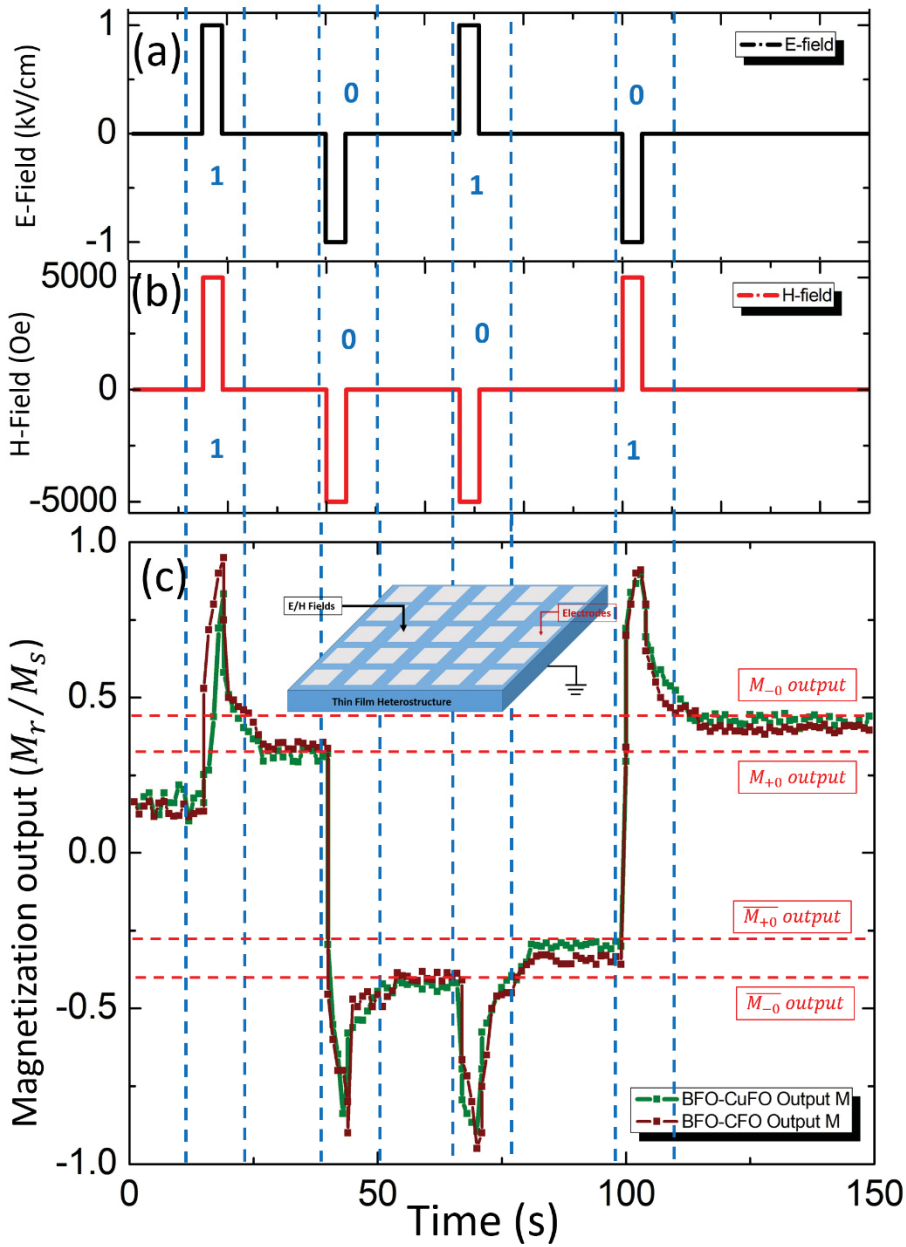 (a)
E-field
E-Field (kV/cm)
1
0
-1
1
0
1
0
(b)
H-field
H-Field (Oe)
5000
0
-5000
1
0
0
1
(c)
Magnetization output (M_r/M_s)
1.0
0.5
0.0
-0.5
-1.0
E/H Fields
Electrodes
Thin Film Heterostructure
M_{-0} output
M_{+0} output
\overline{M_{+0}} output
\overline{M_{-0}} output
BFO-CuFO Output M
BFO-CFO Output M
0 50 100 150
Time (s)